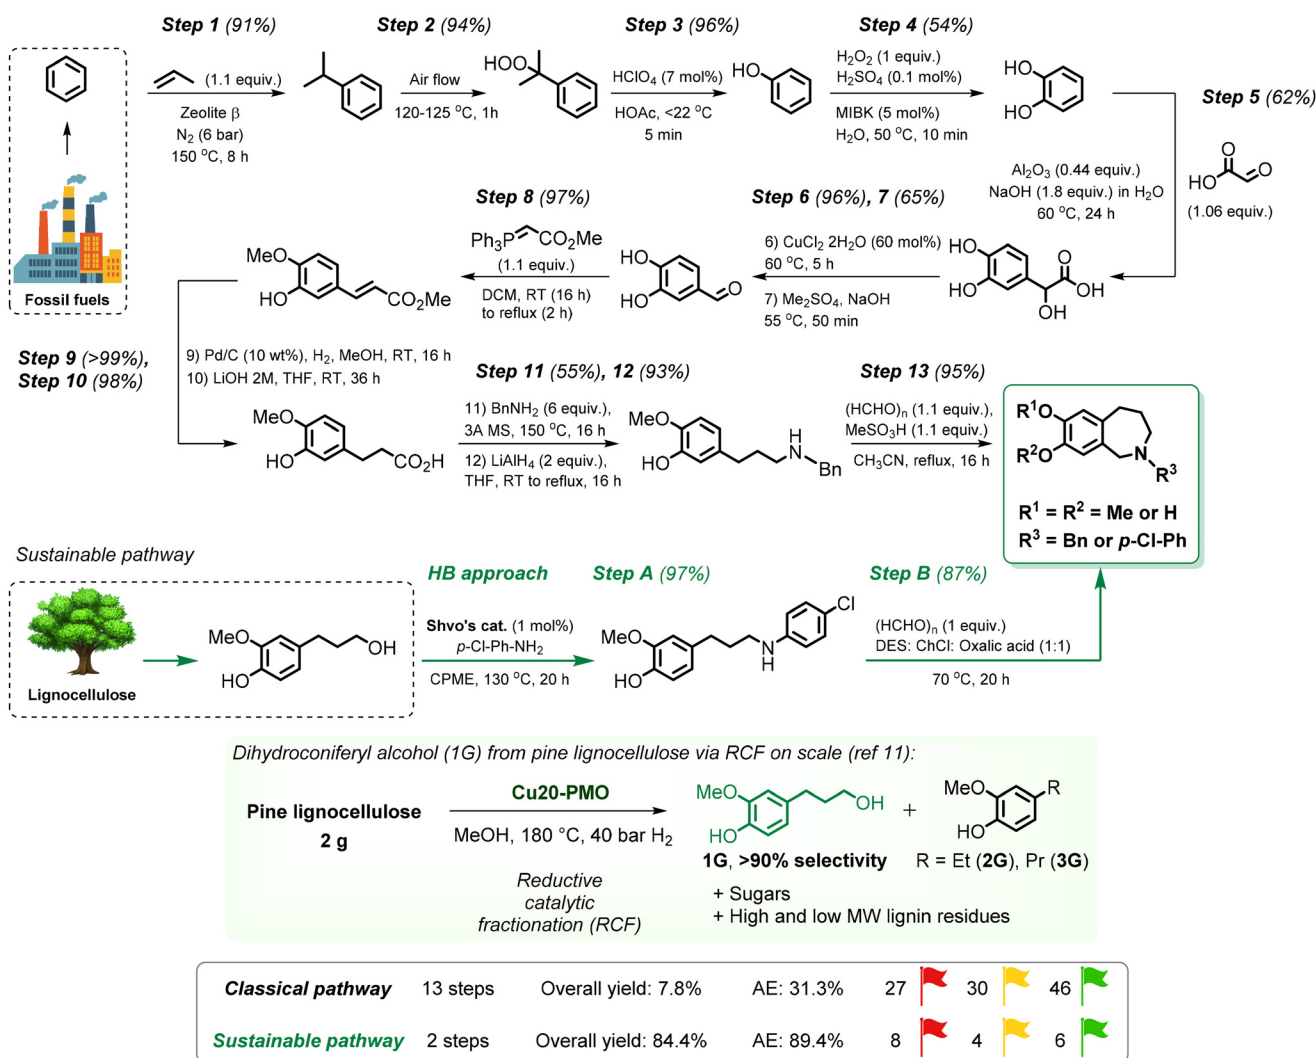 Step 1 (91%)
Step 2 (94%)
Step 3 (96%)
Step 4 (54%)
(1.1 equiv.)
Zeolite β
N2 (6 bar)
150 °C, 8 h
Air flow
120-125 °C, 1h
HOO
HClO4 (7 mol%)
HOAc, <22 °C
5 min
HO
H2O2 (1 equiv.)
H2SO4 (0.1 mol%)
MIBK (5 mol%)
H2O, 50 °C, 10 min
HO
HO
Step 5 (62%)
O
HO
O
(1.06 equiv.)
Al2O3 (0.44 equiv.)
NaOH (1.8 equiv.) in H2O
60 °C, 24 h
Fossil fuels
Step 8 (97%)
Step 6 (96%), 7 (65%)
MeO
HO
CO2Me
Ph3P
CO2Me
(1.1 equiv.)
DCM, RT (16 h)
to reflux (2 h)
HO
HO
O
6) CuCl2 2H2O (60 mol%)
60 °C, 5 h
7) Me2SO4, NaOH
55 °C, 50 min
HO
HO
O
OH
OH
Step 9 (>99%),
Step 10 (98%)
9) Pd/C (10 wt%), H2, MeOH, RT, 16 h
10) LiOH 2M, THF, RT, 36 h
Step 11 (55%), 12 (93%)
Step 13 (95%)
MeO
HO
CO2H
11) BnNH2 (6 equiv.),
3A MS, 150 °C, 16 h
12) LiAlH4 (2 equiv.),
THF, RT to reflux, 16 h
MeO
HO
H
N
Bn
(HCHO)n (1.1 equiv.),
MeSO3H (1.1 equiv.)
CH3CN, reflux, 16 h
R1O
R2O
N
R3
R1 = R2 = Me or H
R3 = Bn or p-Cl-Ph
Sustainable pathway
HB approach
Step A (97%)
Step B (87%)
Lignocellulose
MeO
HO
OH
Shvo's cat. (1 mol%)
p-Cl-Ph-NH2
CPME, 130 °C, 20 h
MeO
HO
N
H
Cl
(HCHO)n (1 equiv.)
DES: ChCl: Oxalic acid (1:1)
70 °C, 20 h
Dihydroconiferyl alcohol (1G) from pine lignocellulose via RCF on scale (ref 11):
Pine lignocellulose
2 g
Cu20-PMO
MeOH, 180 °C, 40 bar H2
Reductive
catalytic
fractionation (RCF)
MeO
HO
OH
+
MeO
HO
R
1G, >90% selectivity
R = Et (2G), Pr (3G)
+ Sugars
+ High and low MW lignin residues
Classical pathway 13 steps Overall yield: 7.8% AE: 31.3% 27 30 46
Sustainable pathway 2 steps Overall yield: 84.4% AE: 89.4% 8 4 6